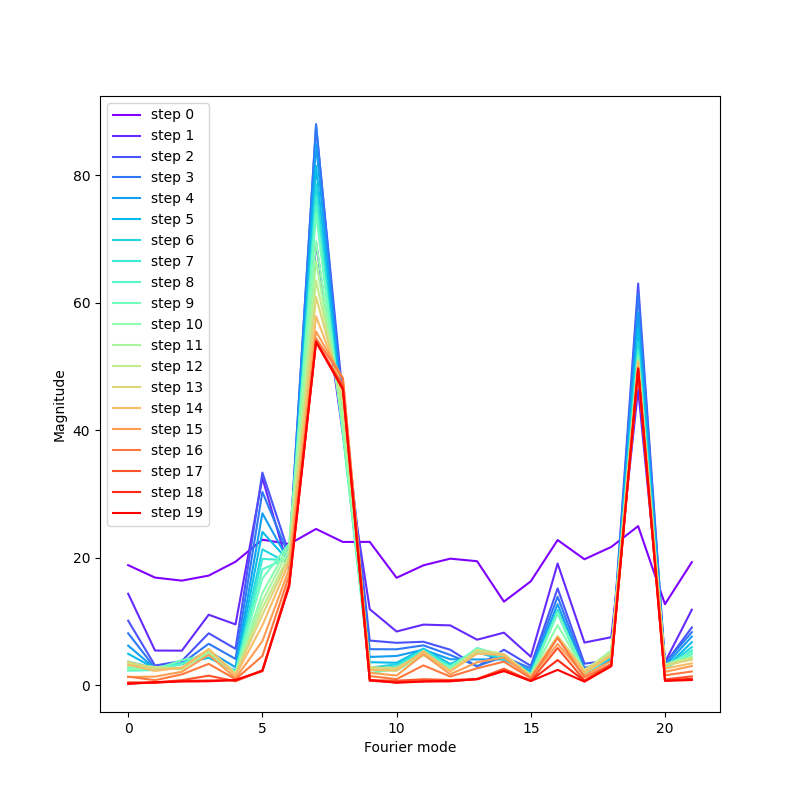 step 0
step 1
step 2
step 3
step 4
step 5
step 6
step 7
step 8
step 9
step 10
step 11
step 12
step 13
step 14
step 15
step 16
step 17
step 18
step 19
80
60
40
20
0
Magnitude
0 5 10 15 20
Fourier mode